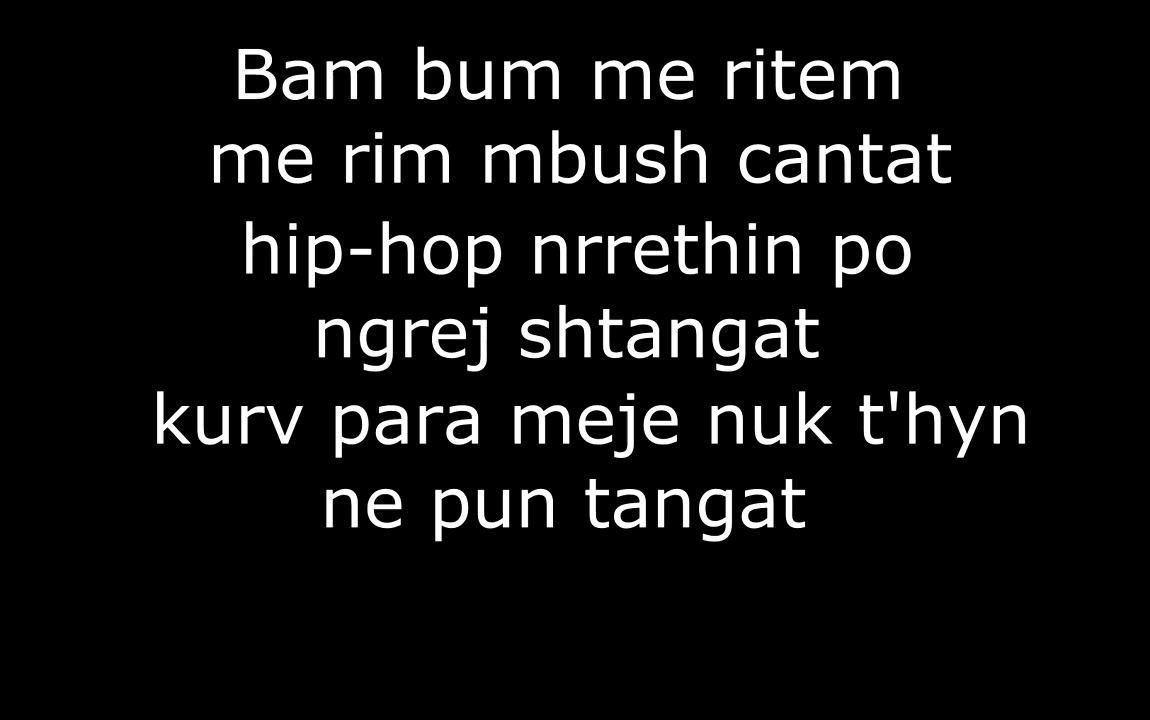 Bam bum me ritem
me rim mbush cantat
hip-hop nrrethin po
ngrej shtangat
kurv para meje nuk t'hyn
ne pun tangat